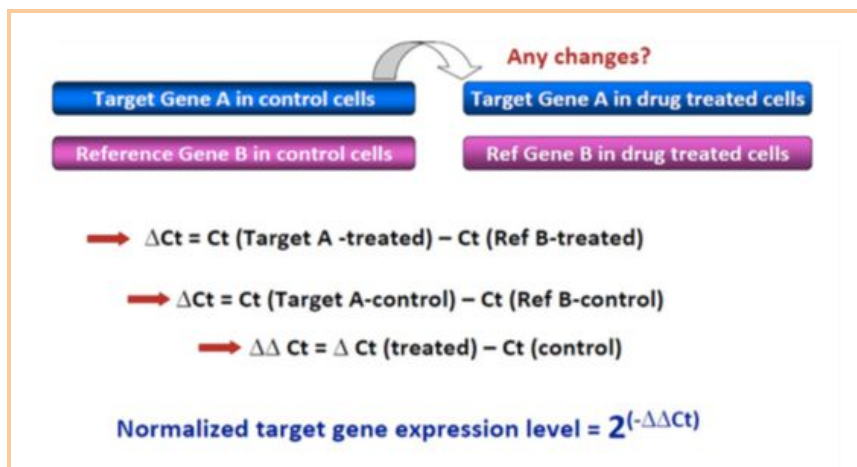 Any changes?
Target Gene A in control cells
Target Gene A in drug treated cells
Reference Gene B in control cells
Ref Gene B in drug treated cells
ΔCt = Ct (Target A -treated) – Ct (Ref B-treated)
ΔCt = Ct (Target A-control) – Ct (Ref B-control)
ΔΔ Ct = Δ Ct (treated) – Ct (control)
Normalized target gene expression level = 2^(-ΔΔCt)